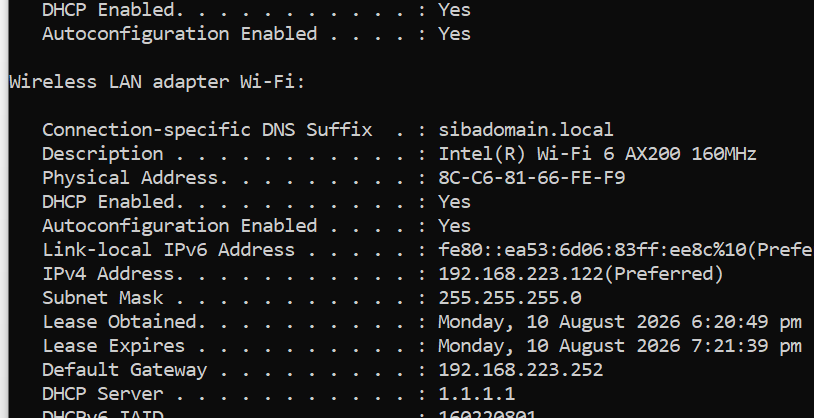 DHCP Enabled. . . . . . . . . . . : Yes
Autoconfiguration Enabled . . . . : Yes
Wireless LAN adapter Wi-Fi:
Connection-specific DNS Suffix  . : sibadomain.local
Description . . . . . . . . . . . : Intel(R) Wi-Fi 6 AX200 160MHz
Physical Address. . . . . . . . . : 8C-C6-81-66-FE-F9
DHCP Enabled. . . . . . . . . . . : Yes
Autoconfiguration Enabled . . . . : Yes
Link-local IPv6 Address . . . . . : fe80::ea53:6d06:83ff:ee8c%10(Prefe
IPv4 Address. . . . . . . . . . . : 192.168.223.122(Preferred)
Subnet Mask . . . . . . . . . . . : 255.255.255.0
Lease Obtained. . . . . . . . . . : Monday, 10 August 2026 6:20:49 pm
Lease Expires . . . . . . . . . . : Monday, 10 August 2026 7:21:39 pm
Default Gateway . . . . . . . . . : 192.168.223.252
DHCP Server . . . . . . . . . . . : 1.1.1.1
DHCPv6 IAID . . . . . . . . . . . : 160220801